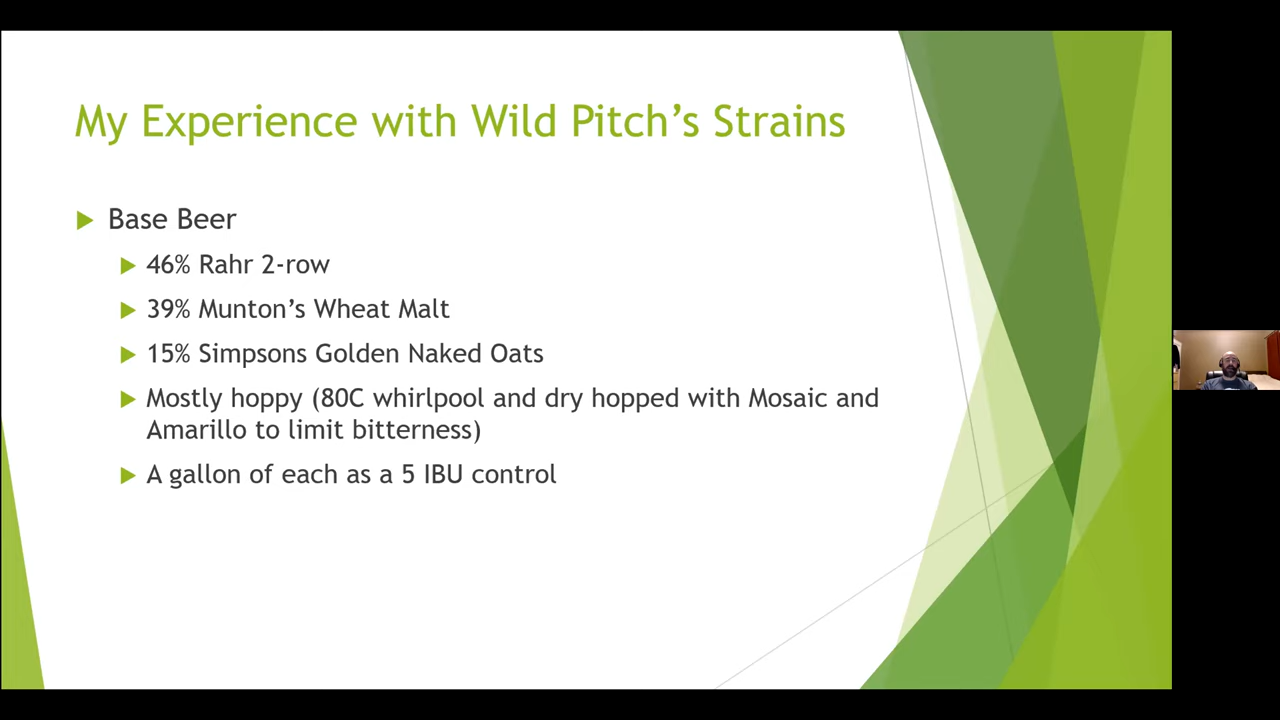 My Experience with Wild Pitch’s Strains
Base Beer
46% Rahr 2-row
39% Munton’s Wheat Malt
15% Simpsons Golden Naked Oats
Mostly hoppy (80C whirlpool and dry hopped with Mosaic and
Amarillo to limit bitterness)
A gallon of each as a 5 IBU control